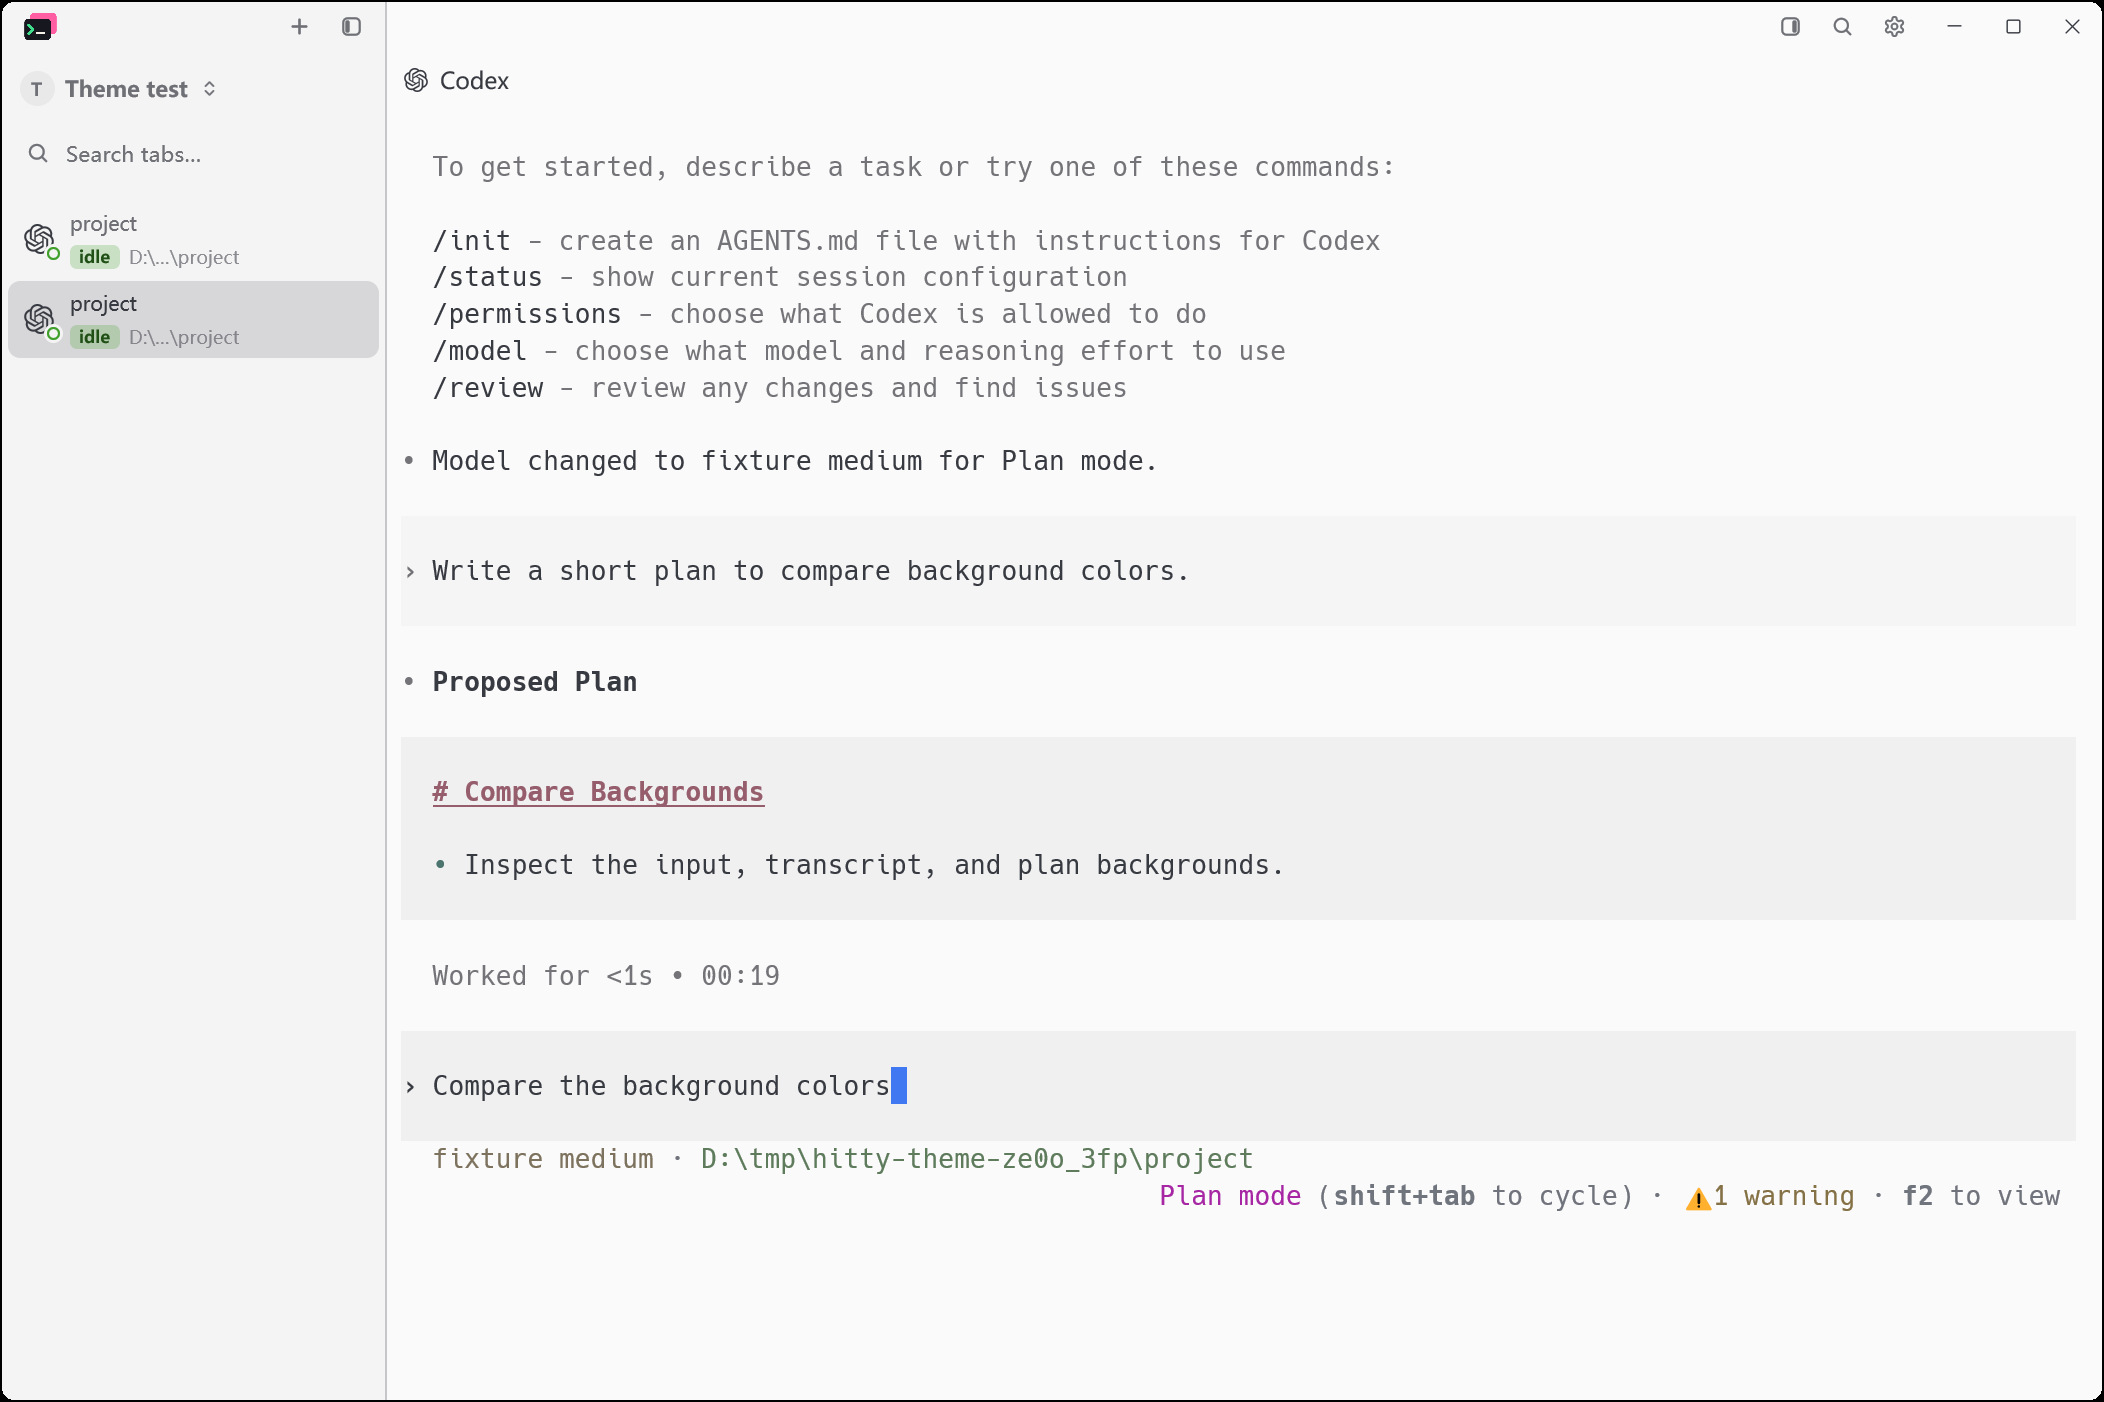 T Theme test
Search tabs...
project
idle D:\...\project
project
idle D:\...\project
Codex
To get started, describe a task or try one of these commands:
/init - create an AGENTS.md file with instructions for Codex
/status - show current session configuration
/permissions - choose what Codex is allowed to do
/model - choose what model and reasoning effort to use
/review - review any changes and find issues
• Model changed to fixture medium for Plan mode.
› Write a short plan to compare background colors.
• Proposed Plan
# Compare Backgrounds
• Inspect the input, transcript, and plan backgrounds.
Worked for <1s • 00:19
› Compare the background colors
fixture medium · D:\tmp\hitty-theme-ze0o_3fp\project
Plan mode (shift+tab to cycle) · ⚠1 warning · f2 to view